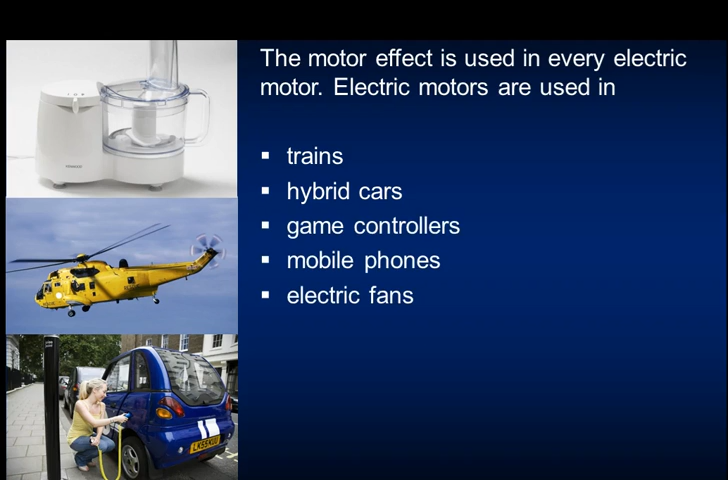 The motor effect is used in every electric
motor. Electric motors are used in
▪ trains
▪ hybrid cars
▪ game controllers
▪ mobile phones
▪ electric fans